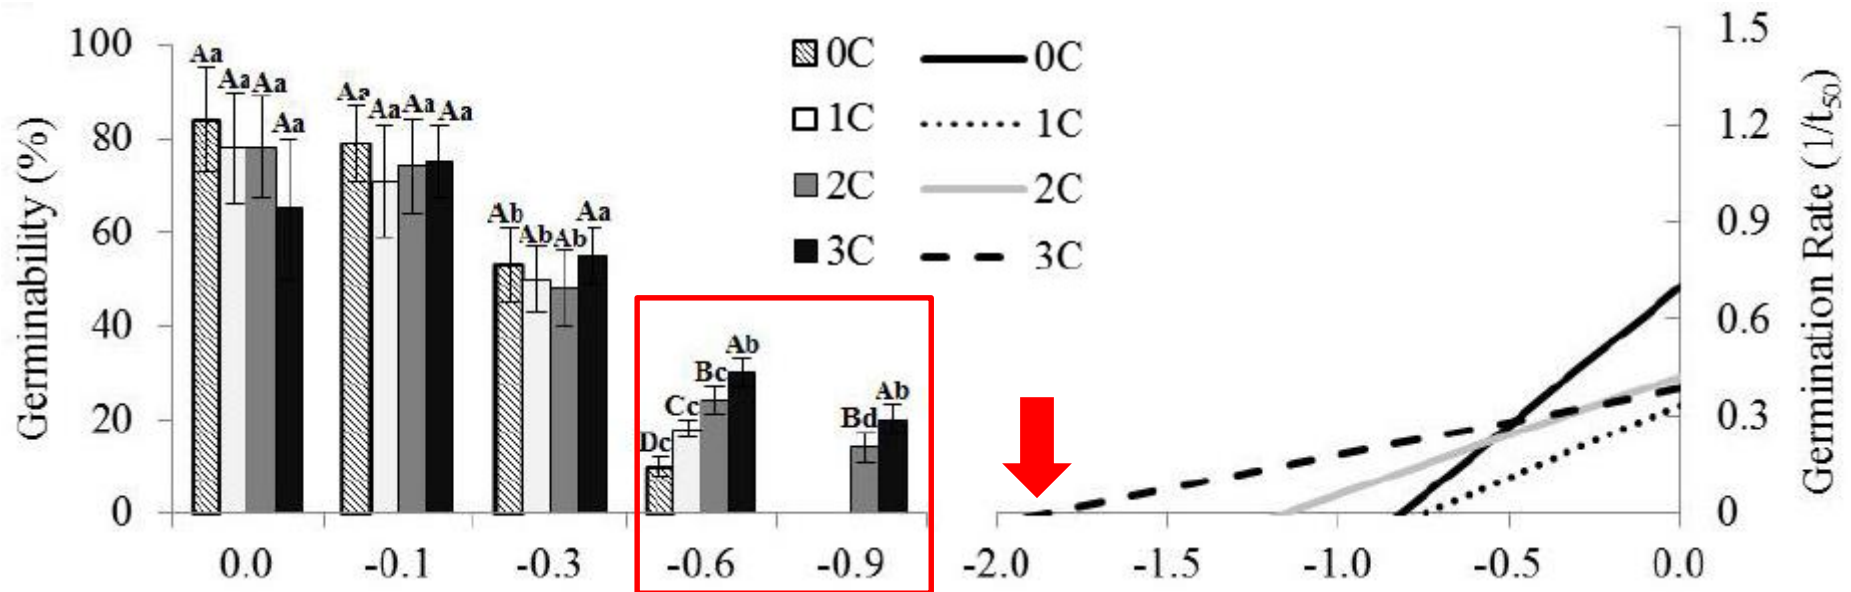 Germinability (%)
100
80
60
40
20
0
Aa
Aa
Aa
Aa
Aa
Aa
Aa
Aa
Ab
Ab
Ab
Aa
Dc
Cc
Bc
Ab
Bd
Ab
0.0
-0.1
-0.3
-0.6
-0.9
0C
1C
2C
3C
0C
1C
2C
3C
-2.0
-1.5
-1.0
-0.5
0.0
1.5
1.2
0.9
0.6
0.3
0
Germination Rate (1/t₅₀)